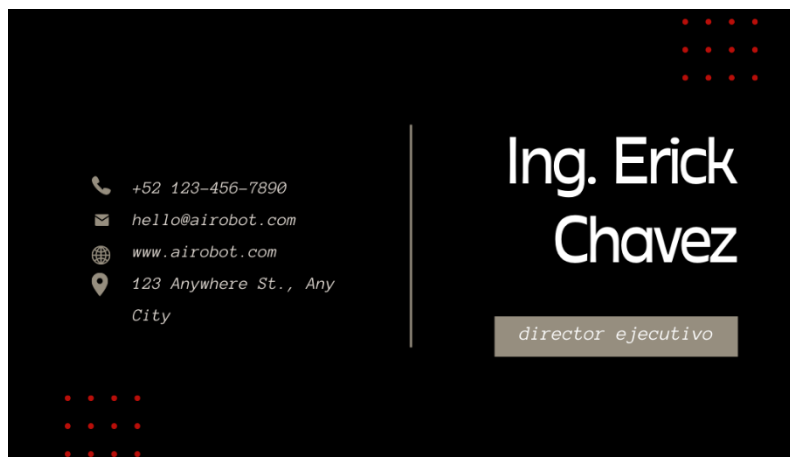 +52 123-456-7890
hello@airobot.com
www.airobot.com
123 Anywhere St., Any
City
Ing. Erick
Chavez
director ejecutivo